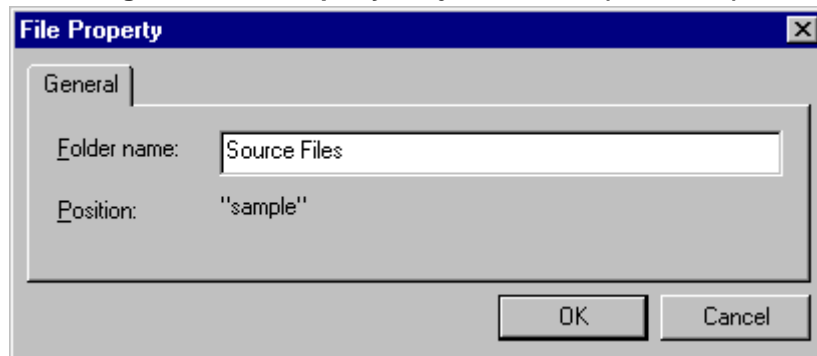 File Property
General
Folder name: Source Files
Position: "sample"
OK Cancel